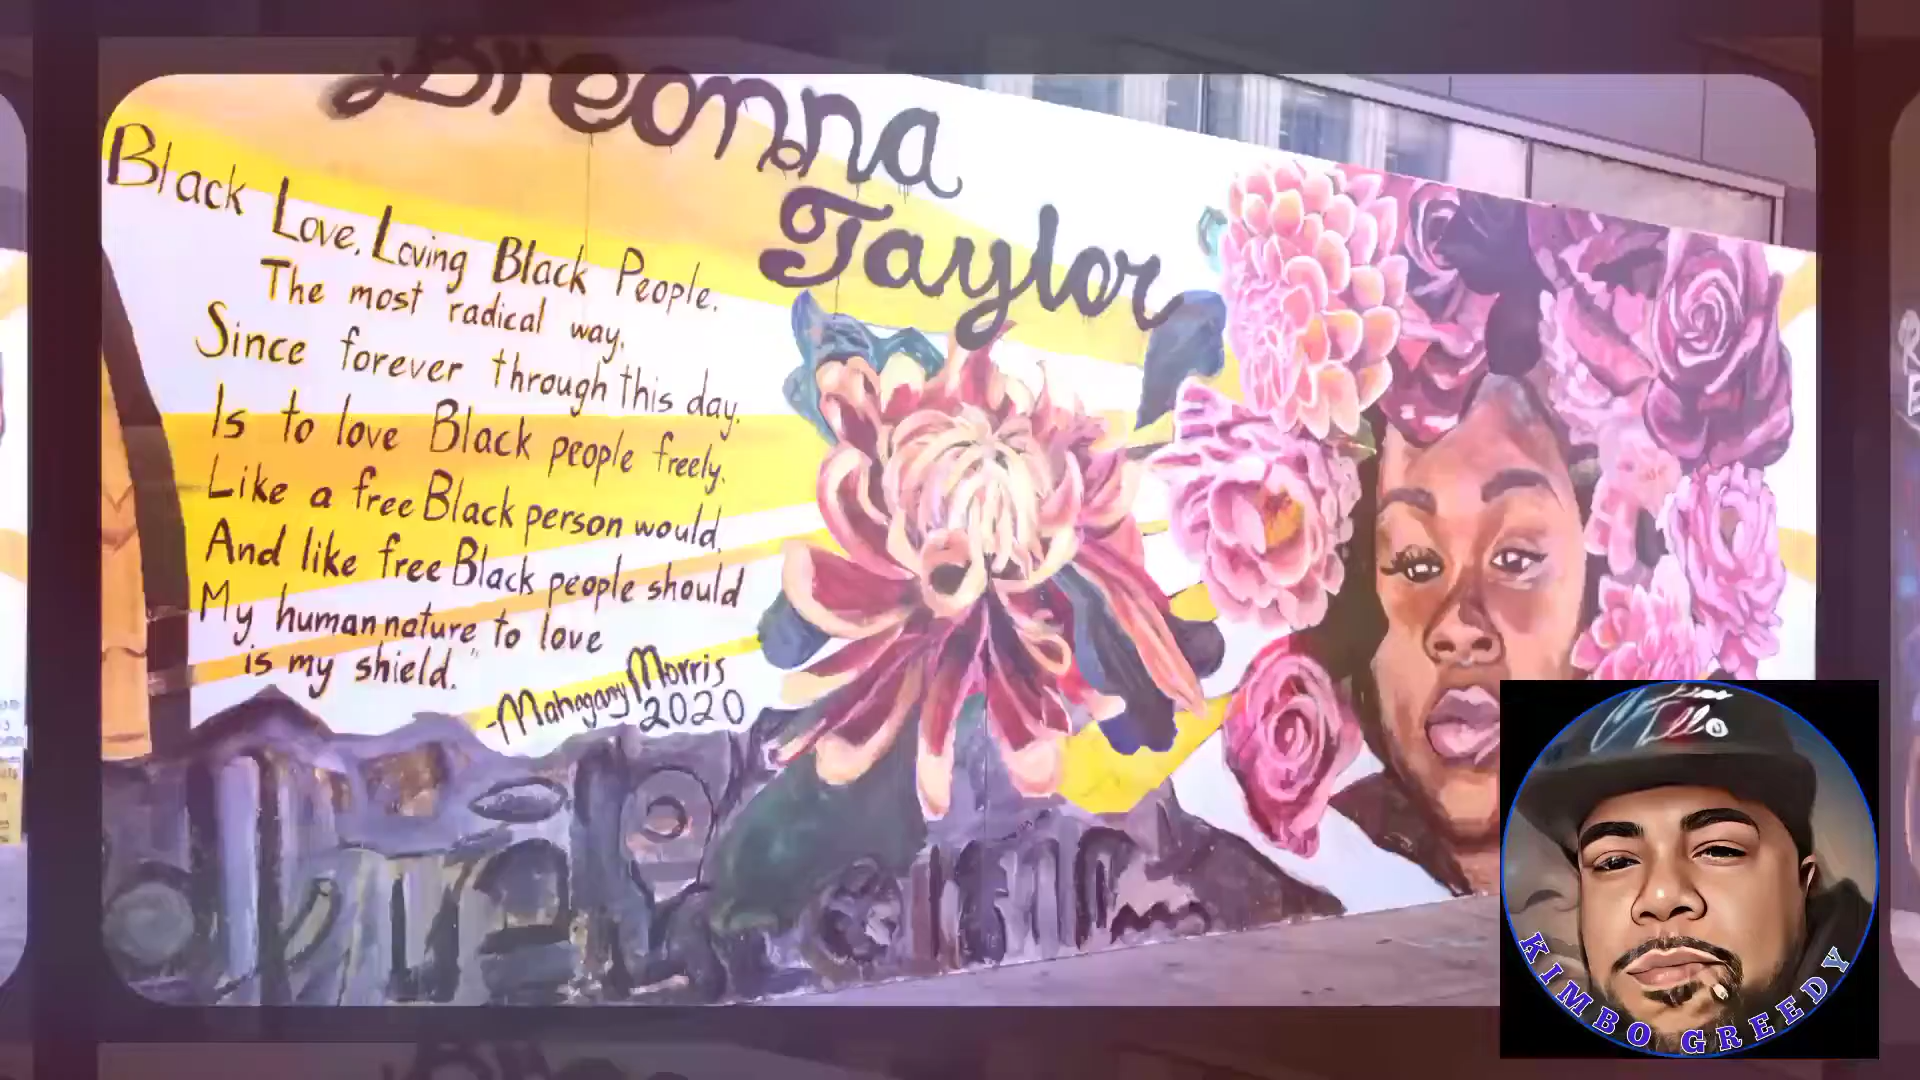 Breonna
Taylor
Black Love, Loving Black People.
The most radical way,
Since forever through this day,
Is to love Black people freely,
Like a free Black person would,
And like free Black people should
My human nature to love
is my shield."
-Mahogany Morris
2020
KIMBO GREEDY